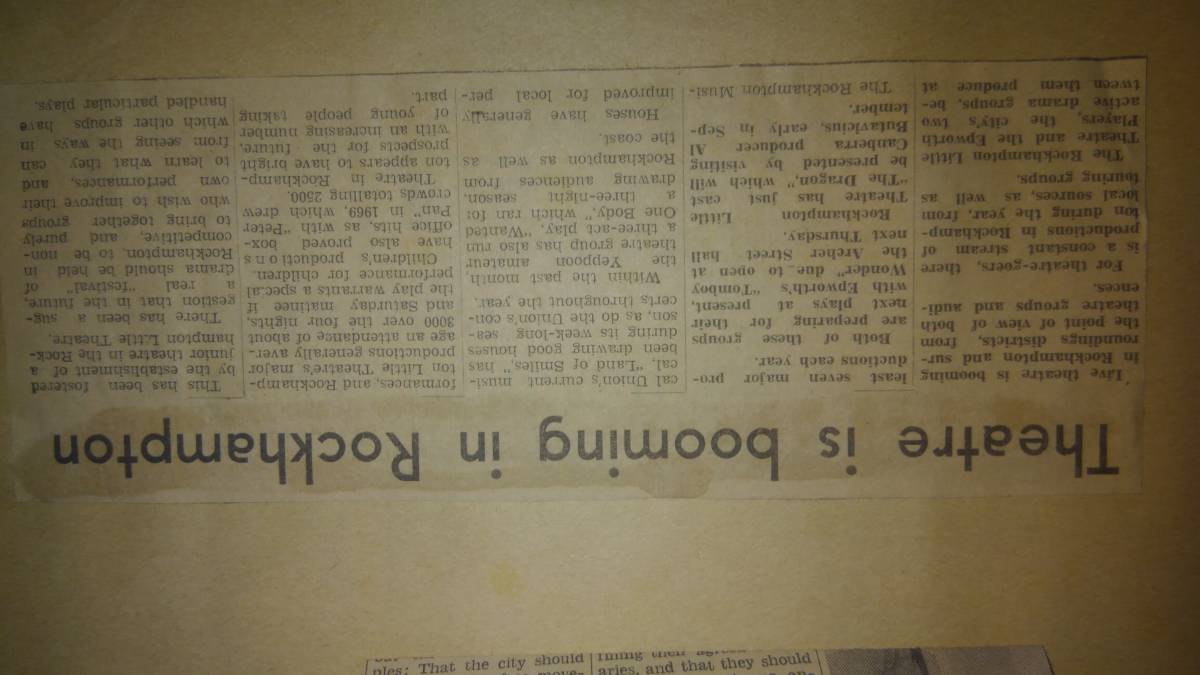 Theatre is booming in Rockhampton
Live theatre is booming
in Rockhampton and sur-
roundings districts, from
the point of view of both
theatre groups and audi-
ences.
For theatre-goers, there
is a constant stream of
productions in Rockhamp-
ton during the year, from
local sources, as well as
touring groups.
The Rockhampton Little
Theatre and the Epworth
Players, the city's two
active drama groups, be-
tween them produce at
least seven major pro-
ductions each year.
Both of these groups
are preparing for their
next plays at present,
with Epworth's "Tomboy
Wonder" due to open at
the Archer Street hall
next Thursday.
Rockhampton Little
Theatre has just cast
"The Dragon," which will
be presented by visiting
Canberra producer Al
Butavicius, early in Sep-
tember.
The Rockhampton Musi-
cal Union's current musi-
cal, "Land of Smiles," has
been drawing good houses
during its week-long sea-
son, as do the Union's con-
certs throughout the year.
Within the past month,
the Yeppoon amateur
theatre group has also run
a three-act play, "Wanted
One Body," which ran for
a three-night season,
drawing audiences from
Rockhampton as well as
the coast.
Houses have generally
improved for local per-
formances, and Rockhamp-
ton Little Theatre's major
productions generally aver-
age an attendance of about
3000 over the four nights,
and Saturday matinee if
the play warrants a special
performance for children.
Children's productions
have also proved box-
office hits, as with "Peter
Pan" in 1969, which drew
crowds totalling 2500.
Theatre in Rockhamp-
ton appears to have bright
prospects for the future,
with an increasing number
of young people taking
part.
This has been fostered
by the establishment of a
junior theatre in the Rock-
hampton Little Theatre.
There has been a sug-
gestion that in the future,
a real "festival" of
drama should be held in
Rockhampton, to be non-
competitive, and purely
to bring together groups
who wish to improve their
own performances, and
to learn what they can
from seeing the ways in
which other groups have
handled particular plays.
ples: That the city should
aries, and that they should